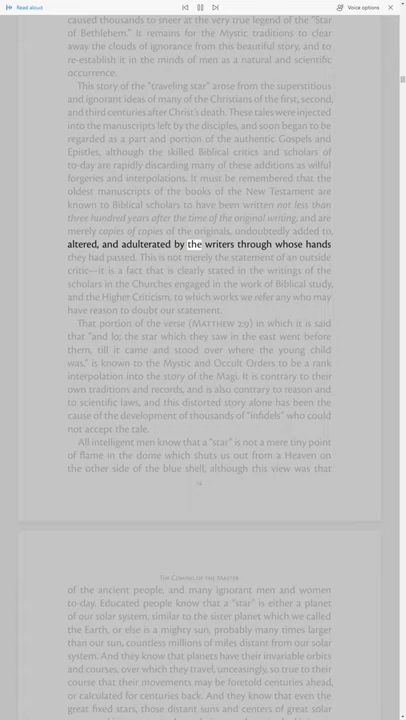 Read aloud
Voice options
caused thousands to sneer at the very true legend of the "Star
of Bethlehem." It remains for the Mystic traditions to clear
away the clouds of ignorance from this beautiful story, and to
re-establish it in the minds of men as a natural and scientific
occurrence.
This story of the "traveling star" arose from the superstitious
and ignorant ideas of many of the Christians of the first, second,
and third centuries after Christ's death. These tales were injected
into the manuscripts left by the disciples, and soon began to be
regarded as a part and portion of the authentic Gospels and
Epistles, although the skilled Biblical critics and scholars of
to-day are rapidly discarding many of these additions as wilful
forgeries and interpolations. It must be remembered that the
oldest manuscripts of the books of the New Testament are
known to Biblical scholars to have been written not less than
three hundred years after the time of the original writing, and are
merely copies of copies of the originals, undoubtedly added to,
altered, and adulterated by the writers through whose hands
they had passed. This is not merely the statement of an outside
critic—it is a fact that is clearly stated in the writings of the
scholars in the Churches engaged in the work of Biblical study,
and the Higher Criticism, to which works we refer any who may
have reason to doubt our statement.
That portion of the verse (Matthew 2:9) in which it is said
that "and lo: the star which they saw in the east went before
them, till it came and stood over where the young child
was," is known to the Mystic and Occult Orders to be a rank
interpolation into the story of the Magi. It is contrary to their
own traditions and records, and is also contrary to reason and
to scientific laws, and this distorted story alone has been the
cause of the development of thousands of "infidels" who could
not accept the tale.
All intelligent men know that a "star" is not a mere tiny point
of flame in the dome which shuts us out from a Heaven on
the other side of the blue shell, although this view was that
The Coming of the Master
of the ancient people, and many ignorant men and women
to-day. Educated people know that a "star" is either a planet
of our solar system, similar to the sister planet which we called
the Earth, or else is a mighty sun, probably many times larger
than our sun, countless millions of miles distant from our solar
system. And they know that planets have their invariable orbits
and courses, over which they travel, unceasingly, so true to their
course that their movements may be foretold centuries ahead,
or calculated for centuries back. And they know that even the
great fixed stars, those distant suns and centers of great solar